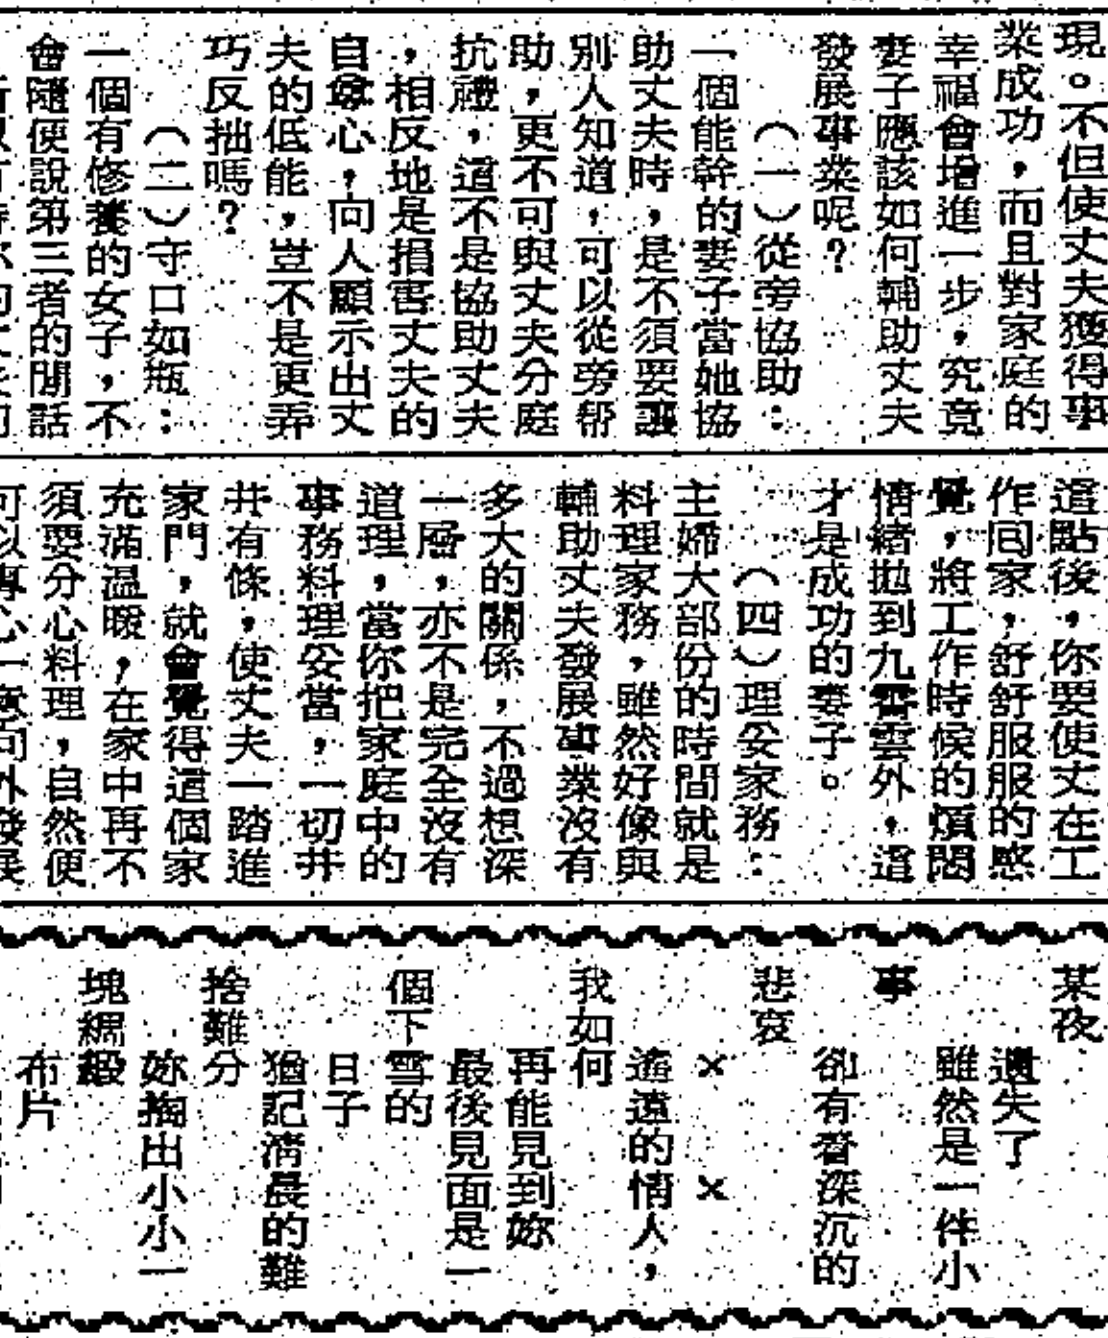 現。不但使丈夫獲得事
業成功，而且對家庭的
幸福會增進一步，究竟
妻子應該如何輔助丈夫
發展事業呢？
（一）從旁協助：
一個能幹的妻子當她協
助丈夫時，是不須要讓
別人知道，可以從旁帮
助，更不可與丈夫分庭
抗禮，這不是協助丈夫
，相反地是損害丈夫的
自尊心，向人顯示出丈
夫的低能，豈不是更弄
巧反拙嗎？
（二）守口如瓶：
一個有修養的女子，不
會隨便說第三者的閒話
這點後，你要使丈在工
作囘家，舒舒服服的感
覺，將工作時候的煩悶
情緒拋到九霄雲外，這
才是成功的妻子。
（四）理妥家務：
主婦大部份的時間就是
料理家務，雖然好像與
輔助丈夫發展事業沒有
多大的關係，不過想深
一層，亦不是完全沒有
道理，當你把家庭中的
事務料理妥當，一切井
井有條，使丈夫一踏進
家門，就會覺得這個家
充滿溫暖，在家中再不
須要分心料理，自然便
可以專心一意向外發展
某夜
遺失了
雖然是一件小
事
卻有着深沉的
悲哀
××
遙遠的情人，
我如何
再能見到妳
最後見面是一
個下雪的
日子
猶記清晨的難
捨難分
妳掏出小小一
塊綢緞
布片